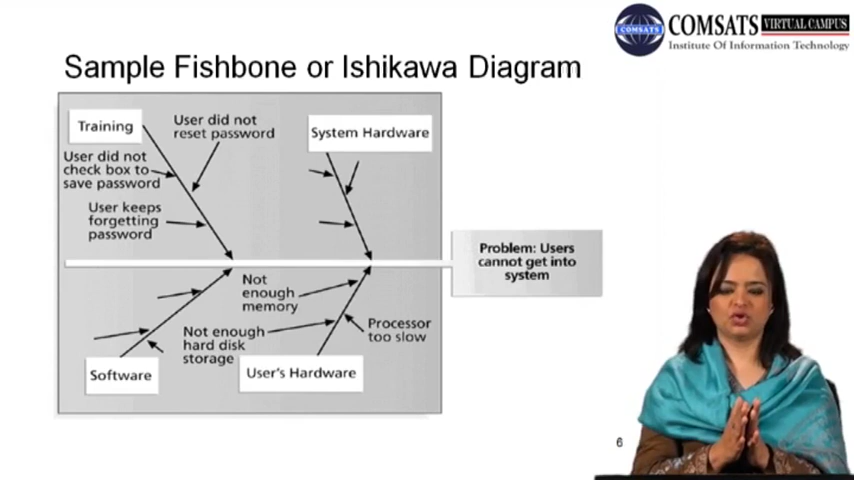 COMSATS VIRTUAL CAMPUS
COMSATS
Institute Of Information Technology
Sample Fishbone or Ishikawa Diagram
Training
User did not
reset password
System Hardware
User did not
check box to
save password
User keeps
forgetting
password
Problem: Users
cannot get into
system
Not
enough
memory
Not enough
hard disk
storage
Processor
too slow
Software
User's Hardware
6